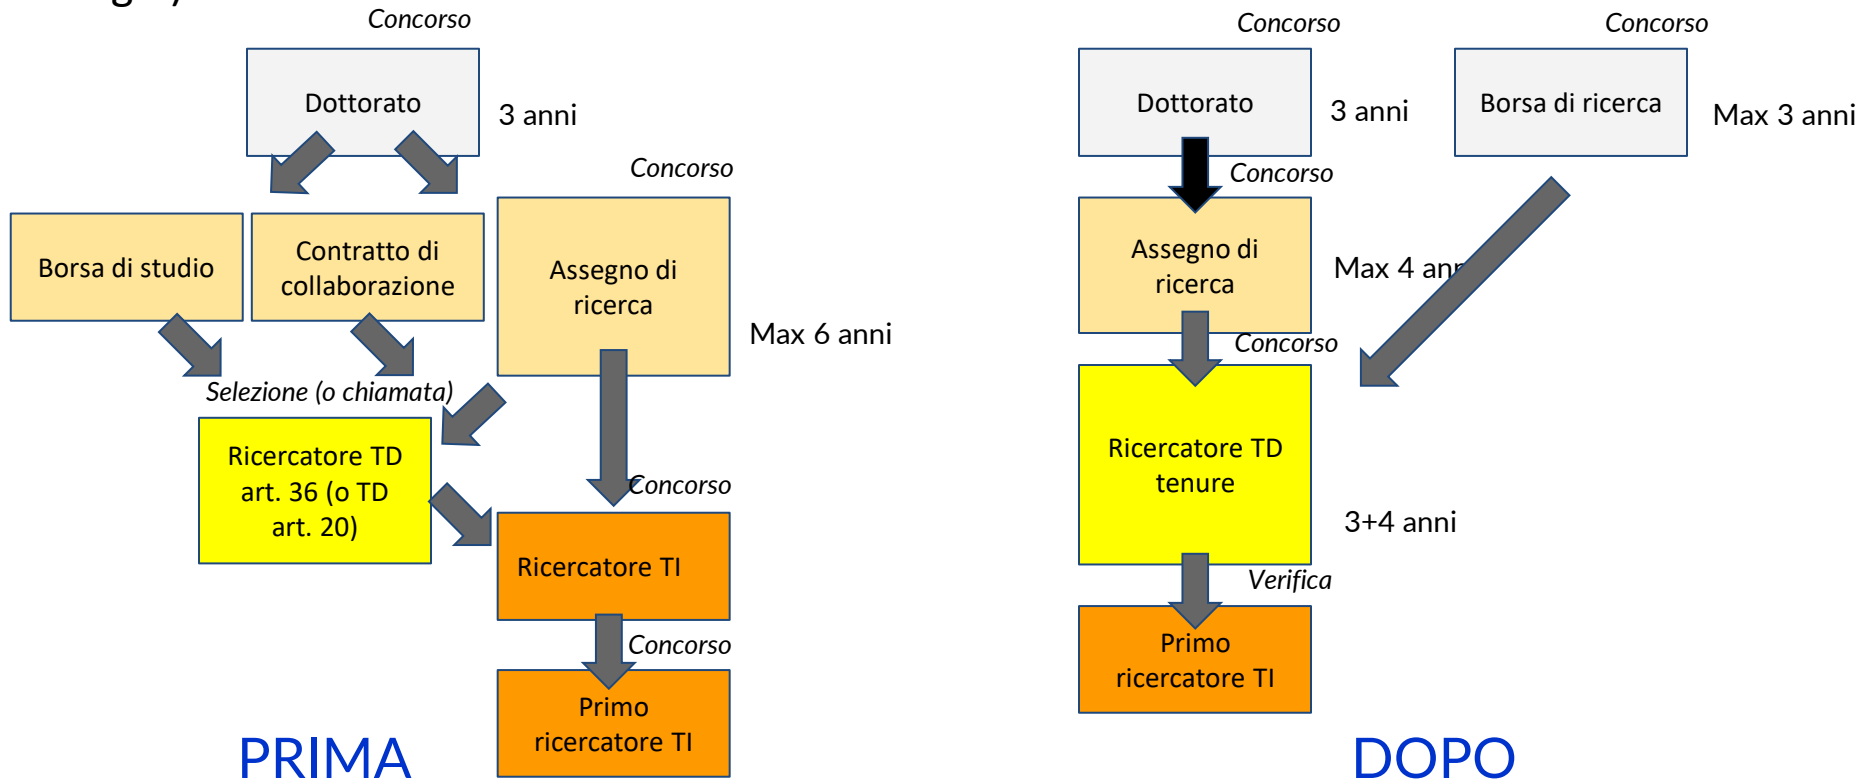 Concorso
Dottorato
3 anni
Concorso
Borsa di studio
Contratto di
collaborazione
Assegno di
ricerca
Max 6 anni
Selezione (o chiamata)
Ricercatore TD
art. 36 (o TD
art. 20)
Concorso
Ricercatore TI
Concorso
Primo
ricercatore TI
PRIMA
Concorso
Concorso
Dottorato
3 anni
Borsa di ricerca
Max 3 anni
Concorso
Assegno di
ricerca
Max 4
Concorso
Ricercatore TD
tenure
3+4 anni
Verifica
Primo
ricercatore TI
DOPO